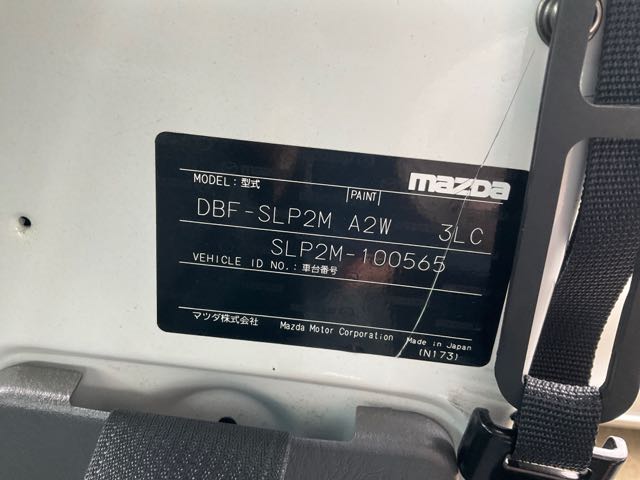 mazda
MODEL:型式 PAINT
DBF-SLP2M A2W 3LC
SLP2M-100565
VEHICLE ID NO.:車台番号
マツダ株式会社 Mazda Motor Corporation Made in Japan
(N173)